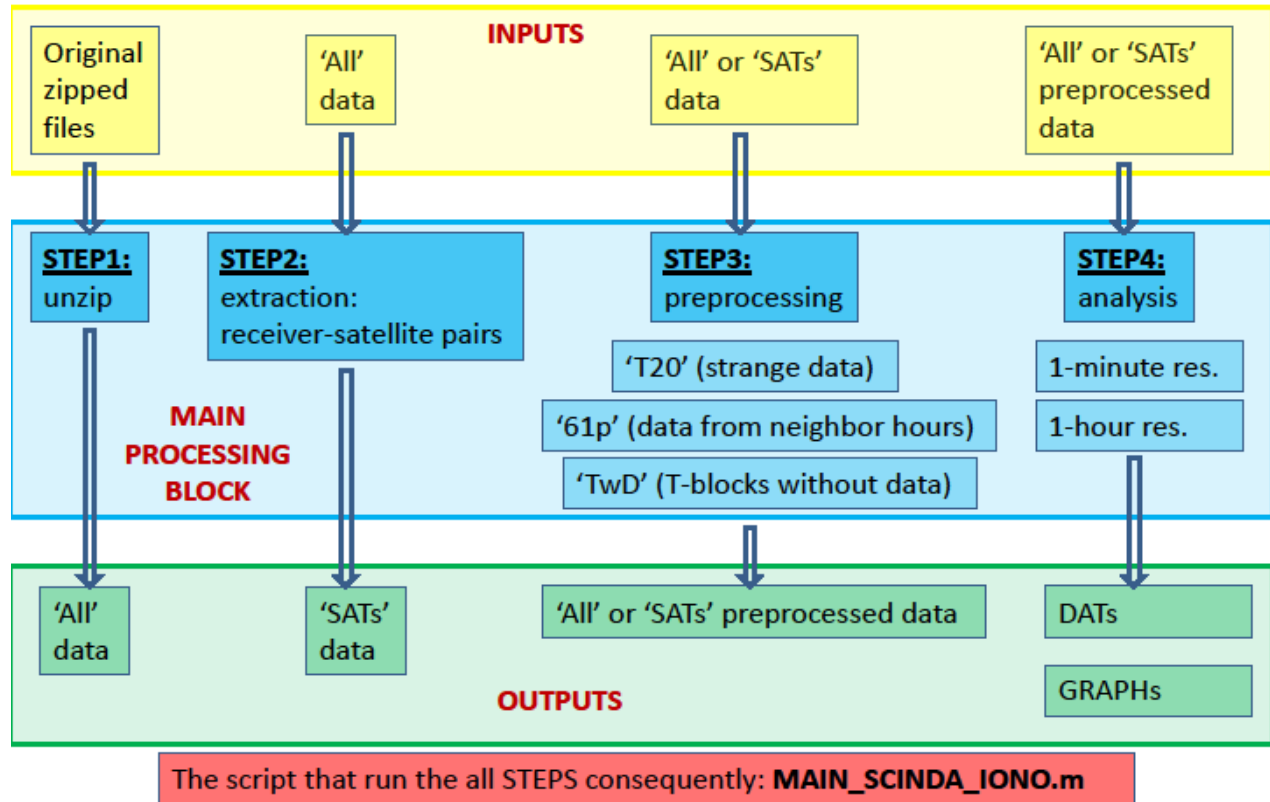 INPUTS
Original
zipped
files
‘All’
data
‘All’ or ‘SATs’
data
‘All’ or ‘SATs’
preprocessed
data
STEP1:
unzip
STEP2:
extraction:
receiver-satellite pairs
STEP3:
preprocessing
‘T20’ (strange data)
‘61p’ (data from neighbor hours)
‘TwD’ (T-blocks without data)
STEP4:
analysis
1-minute res.
1-hour res.
MAIN
PROCESSING
BLOCK
‘All’
data
‘SATs’
data
‘All’ or ‘SATs’ preprocessed data
DATs
GRAPHs
OUTPUTS
The script that run the all STEPS consequently: MAIN_SCINDA_IONO.m